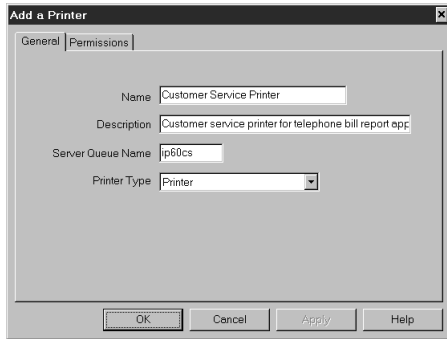 Add a Printer
General Permissions
Name Customer Service Printer
Description Customer service printer for telephone bill report app
Server Queue Name ip60cs
Printer Type Printer
OK Cancel Apply Help